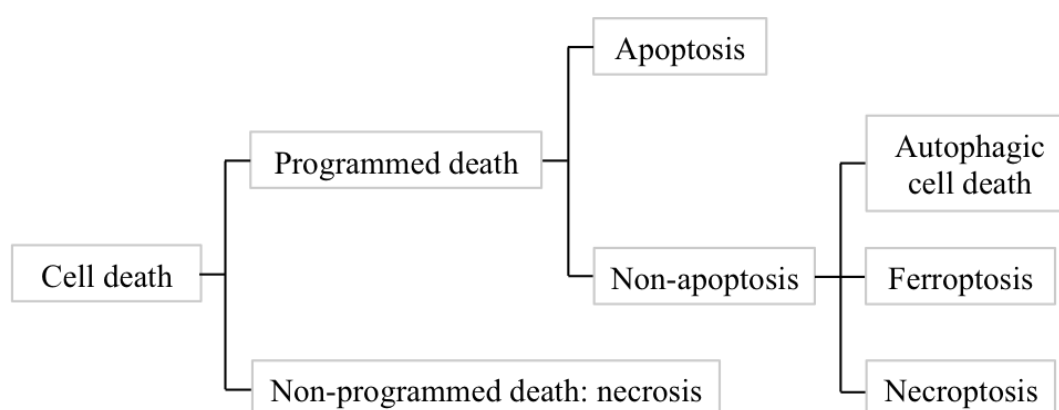 Apoptosis
Programmed death
Autophagic
cell death
Cell death
Non-apoptosis
Ferroptosis
Non-programmed death: necrosis
Necroptosis